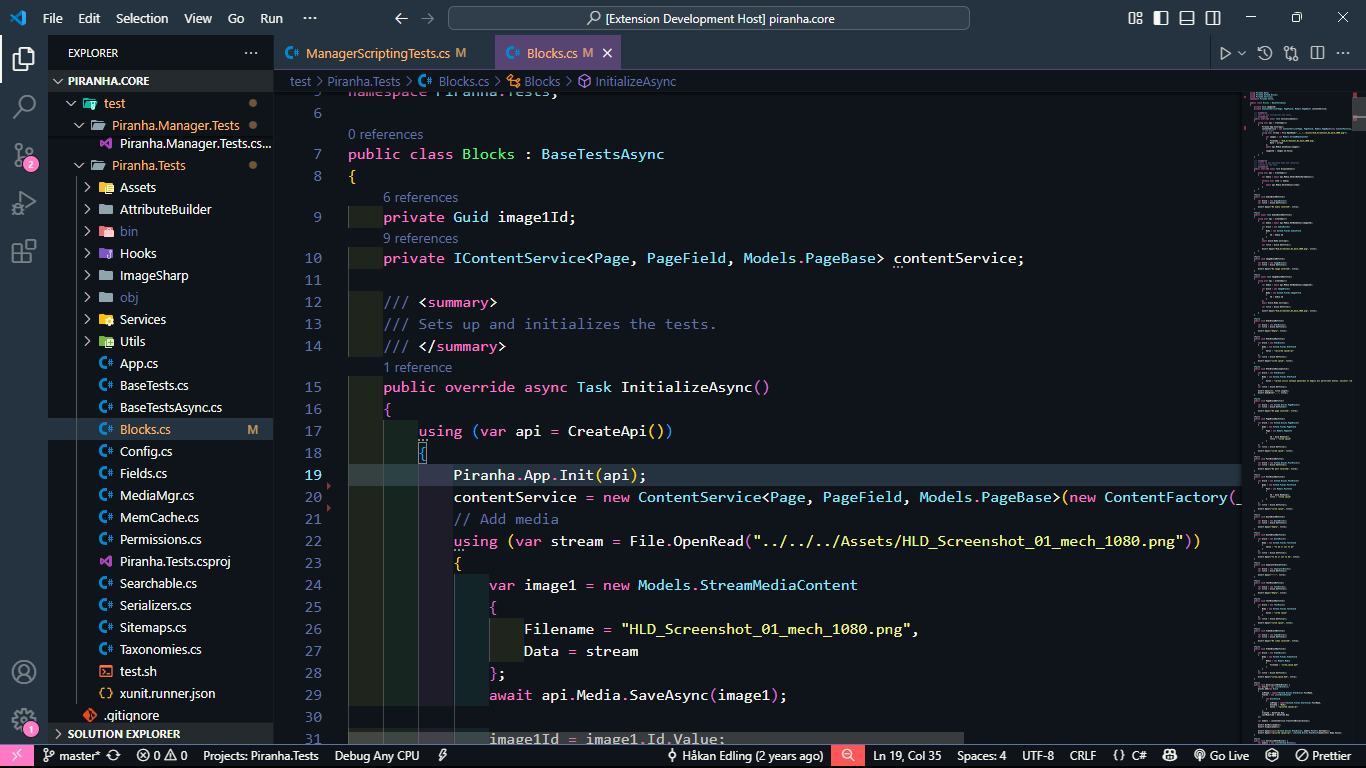 File Edit Selection View Go Run ··· [Extension Development Host] piranha.core
EXPLORER ···
PIRANHA.CORE
test
Piranha.Manager.Tests
Piranha.Manager.Tests.cs...
Piranha.Tests
Assets
AttributeBuilder
bin
Hooks
ImageSharp
obj
Services
Utils
App.cs
BaseTests.cs
BaseTestsAsync.cs
Blocks.cs M
Config.cs
Fields.cs
MediaMgr.cs
MemCache.cs
Permissions.cs
Piranha.Tests.csproj
Searchable.cs
Serializers.cs
Sitemaps.cs
Taxonomies.cs
test.sh
xunit.runner.json
.gitignore
SOLUTION EXPLORER
2
1
ManagerScriptingTests.cs M Blocks.cs M
test > Piranha.Tests > Blocks.cs > Blocks > InitializeAsync
5 namespace Piranha.Tests;
6
0 references
7 public class Blocks : BaseTestsAsync
8 {
6 references
9 private Guid image1Id;
9 references
10 private IContentService<Page, PageField, Models.PageBase> contentService;
11
12 /// <summary>
13 /// Sets up and initializes the tests.
14 /// </summary>
1 reference
15 public override async Task InitializeAsync()
16 {
17 using (var api = CreateApi())
18 {
19 Piranha.App.Init(api);
20 contentService = new ContentService<Page, PageField, Models.PageBase>(new ContentFactory(_
21 // Add media
22 using (var stream = File.OpenRead("../../../Assets/HLD_Screenshot_01_mech_1080.png"))
23 {
24 var image1 = new Models.StreamMediaContent
25 {
26 Filename = "HLD_Screenshot_01_mech_1080.png",
27 Data = stream
28 };
29 await api.Media.SaveAsync(image1);
30
31 image1Id = image1.Id.Value;
master* 0 0 Projects: Piranha.Tests Debug Any CPU Håkan Edling (2 years ago) Ln 19, Col 35 Spaces: 4 UTF-8 CRLF {} C# Go Live Prettier